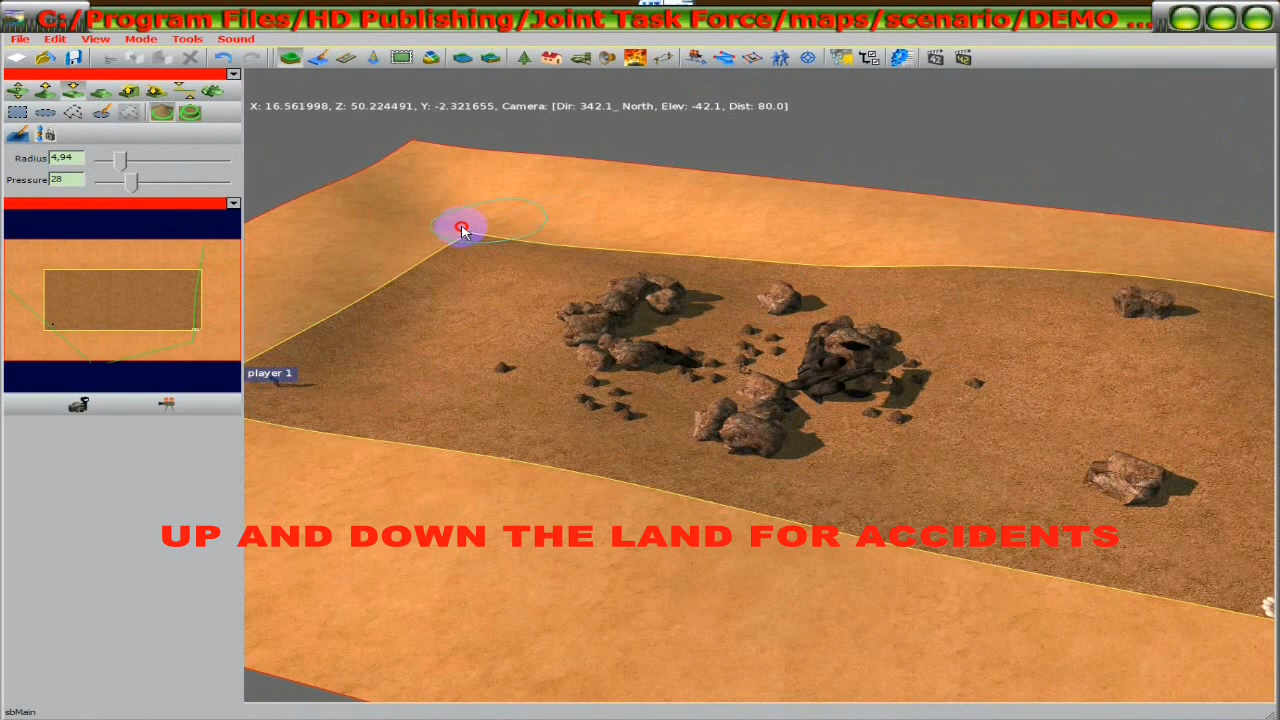 C:/Program Files/HD Publishing/Joint Task Force/maps/scenario/DEMO ...
File Edit View Mode Tools Sound
X: 16.561998, Z: 50.224491, Y: -2.321655, Camera: [Dir: 342.1_ North, Elev: -42.1, Dist: 80.0]
Radius 4,94
Pressure 28
player 1
UP AND DOWN THE LAND FOR ACCIDENTS
sbMain